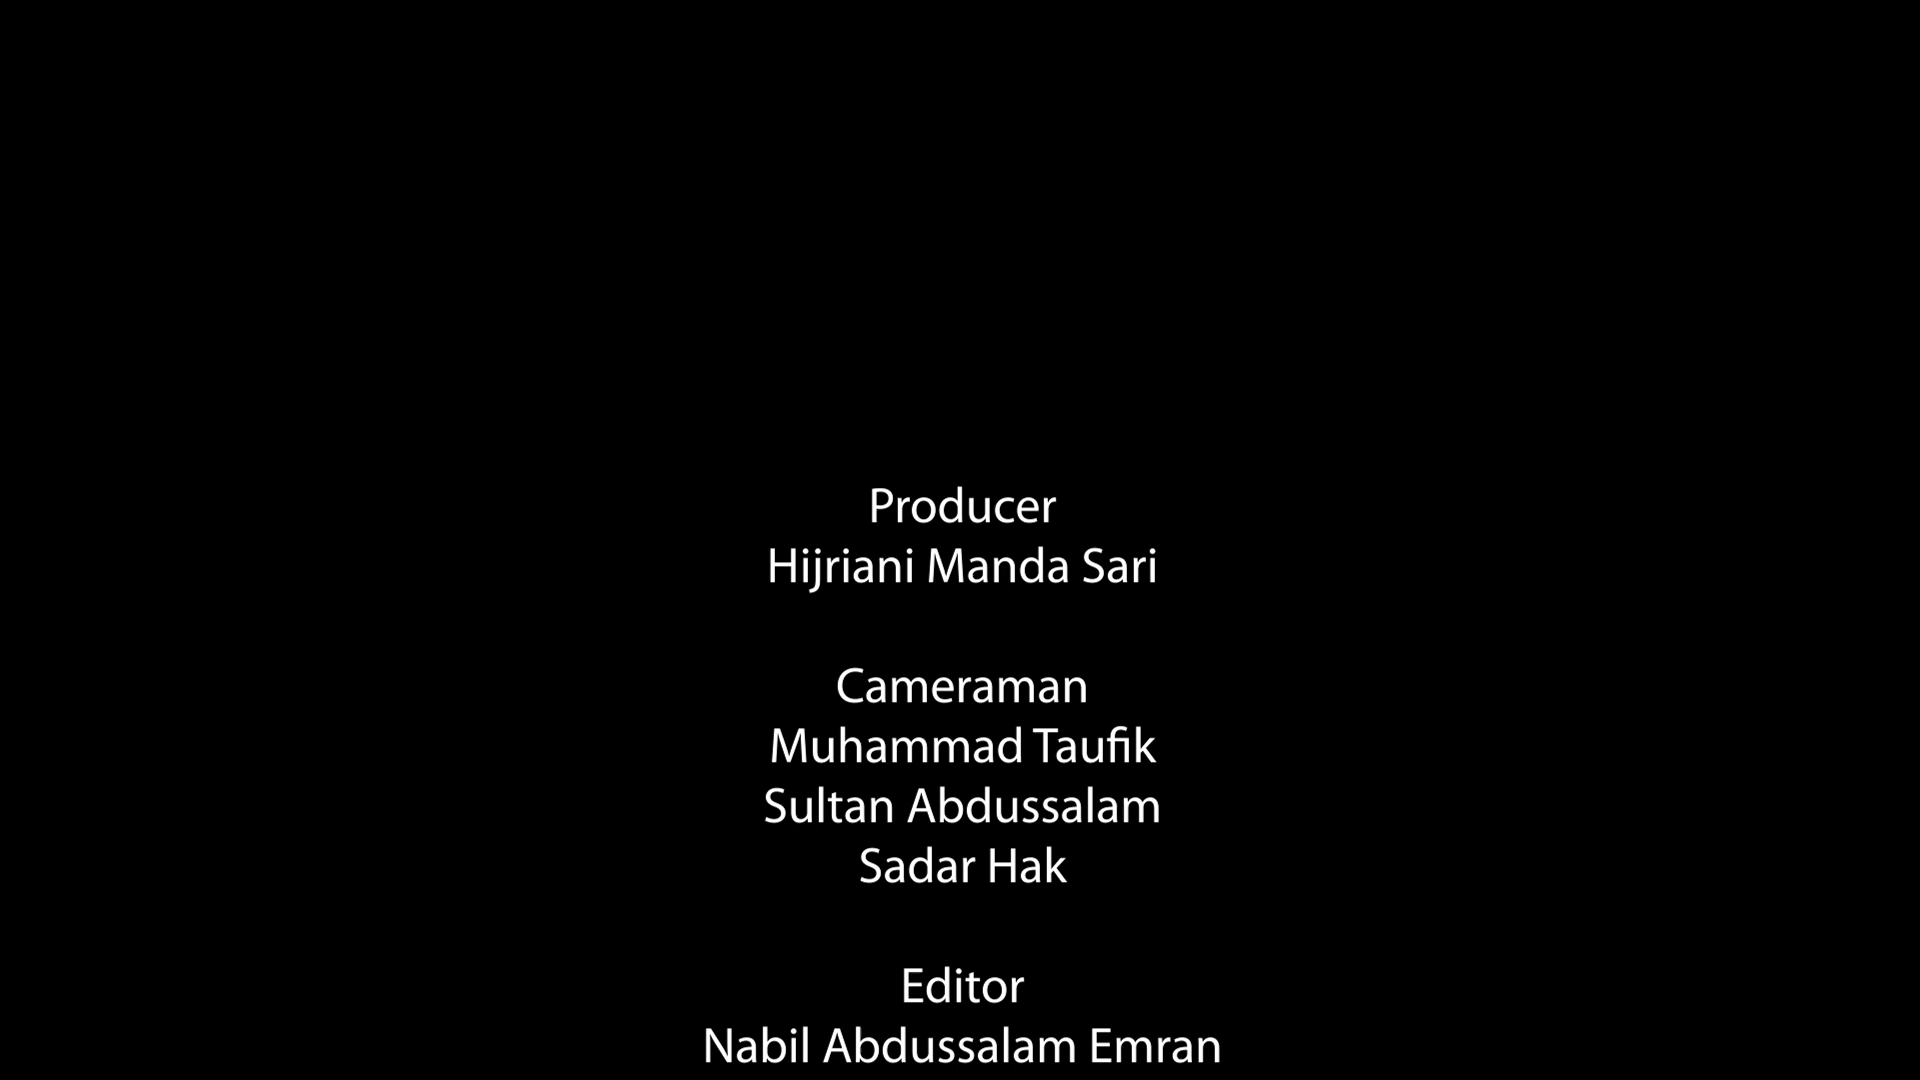 Producer
Hijriani Manda Sari
Cameraman
Muhammad Taufik
Sultan Abdussalam
Sadar Hak
Editor
Nabil Abdussalam Emran